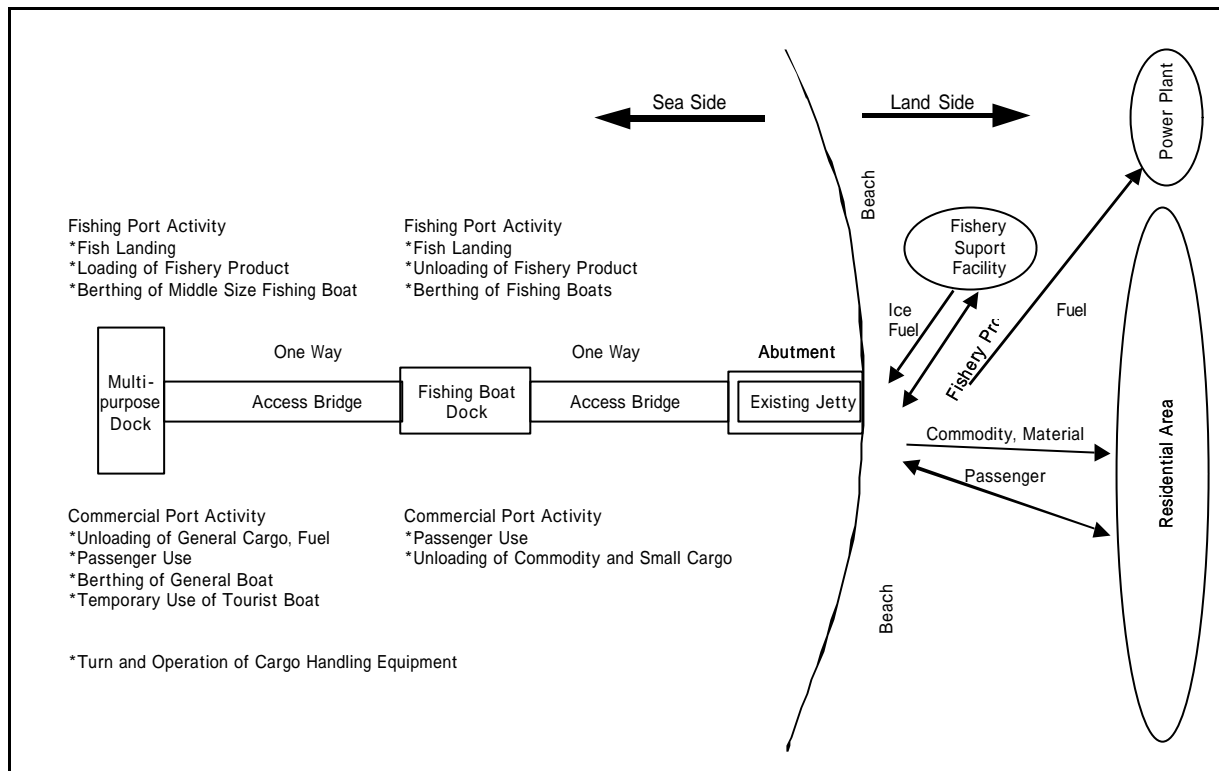 Sea Side
Land Side
Power Plant
Beach
Fishing Port Activity
*Fish Landing
*Loading of Fishery Product
*Berthing of Middle Size Fishing Boat
Fishing Port Activity
*Fish Landing
*Unloading of Fishery Product
*Berthing of Fishing Boats
Fishery
Suport
Facility
Ice
Fuel
Fishery Pro
Fuel
One Way
One Way
Abutment
Multi-
purpose
Dock
Access Bridge
Fishing Boat
Dock
Access Bridge
Existing Jetty
Commodity, Material
Passenger
Residential Area
Commercial Port Activity
*Unloading of General Cargo, Fuel
*Passenger Use
*Berthing of General Boat
*Temporary Use of Tourist Boat
Commercial Port Activity
*Passenger Use
*Unloading of Commodity and Small Cargo
Beach
*Turn and Operation of Cargo Handling Equipment